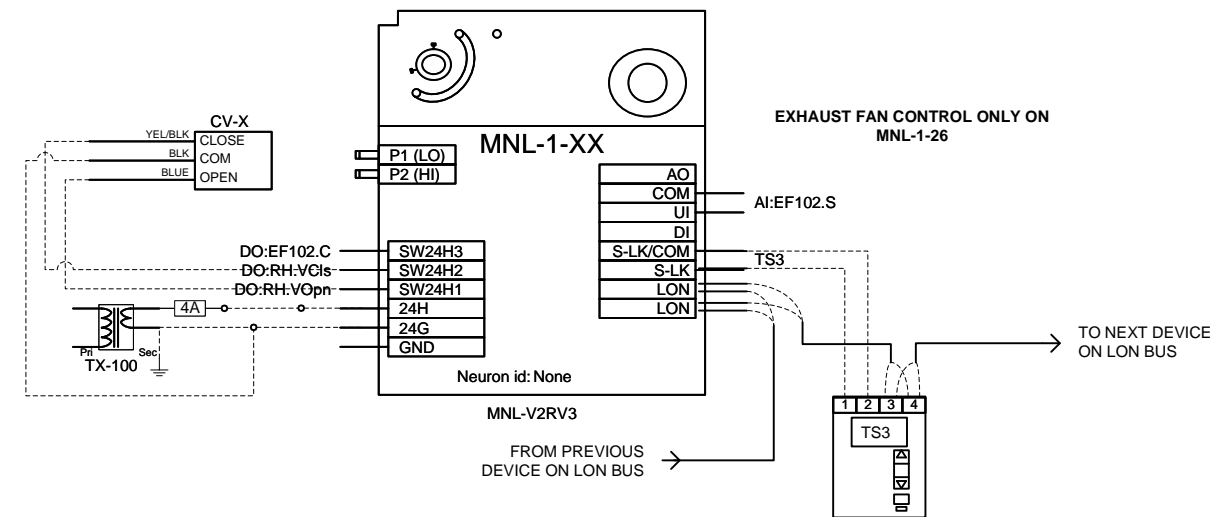 EXHAUST FAN CONTROL ONLY ON
MNL-1-26
CV-X
YEL/BLK
CLOSE
BLK
COM
BLUE
OPEN
MNL-1-XX
P1 (LO)
P2 (HI)
AO
COM
UI
DI
S-LK/COM
S-LK
LON
LON
AI:EF102.S
TS3
DO:EF102.C
SW24H3
DO:RH.VCls
SW24H2
DO:RH.VOpn
SW24H1
4A
24H
24G
GND
Pri
Sec
TX-100
Neuron id: None
MNL-V2RV3
TO NEXT DEVICE
ON LON BUS
FROM PREVIOUS
DEVICE ON LON BUS
1 2 3 4
TS3